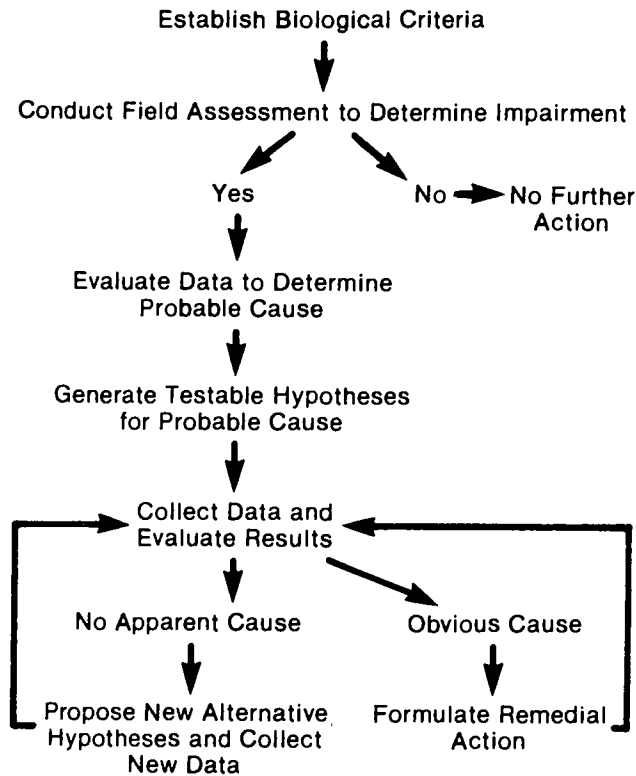 Establish Biological Criteria
Conduct Field Assessment to Determine Impairment
Yes
No
No Further
Action
Evaluate Data to Determine
Probable Cause
Generate Testable Hypotheses
for Probable Cause
Collect Data and
Evaluate Results
No Apparent Cause
Obvious Cause
Propose New Alternative
Hypotheses and Collect
New Data
Formulate Remedial
Action